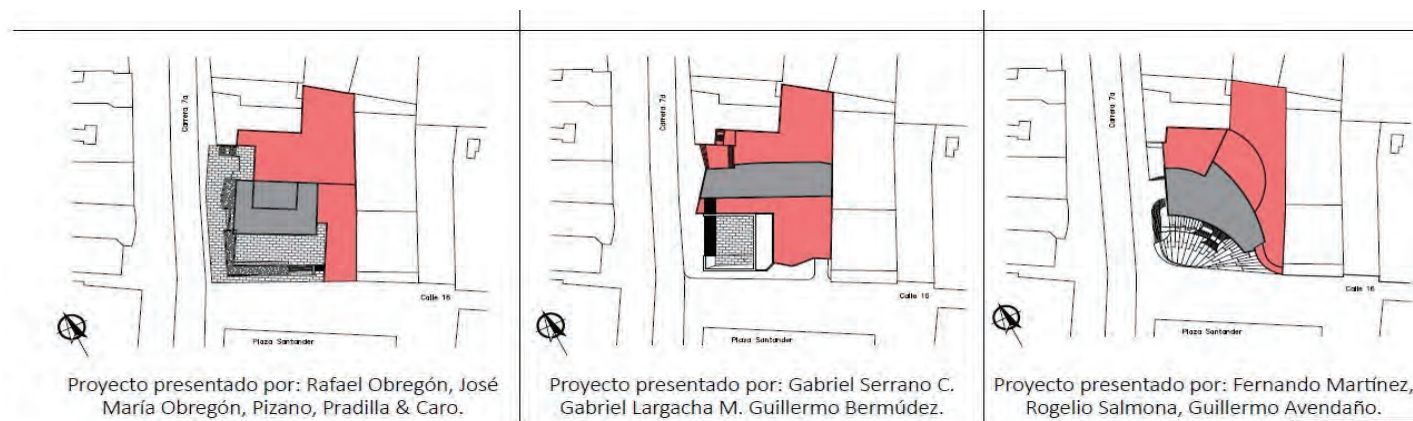 Carrera 7a
Calle 16
Plaza Santander
Proyecto presentado por: Rafael Obregón, José
María Obregón, Pizano, Pradilla & Caro.
Carrera 7a
Calle 16
Plaza Santander
Proyecto presentado por: Gabriel Serrano C.
Gabriel Largacha M. Guillermo Bermúdez.
Carrera 7a
Calle 16
Plaza Santander
Proyecto presentado por: Fernando Martínez,
Rogelio Salmona, Guillermo Avendaño.